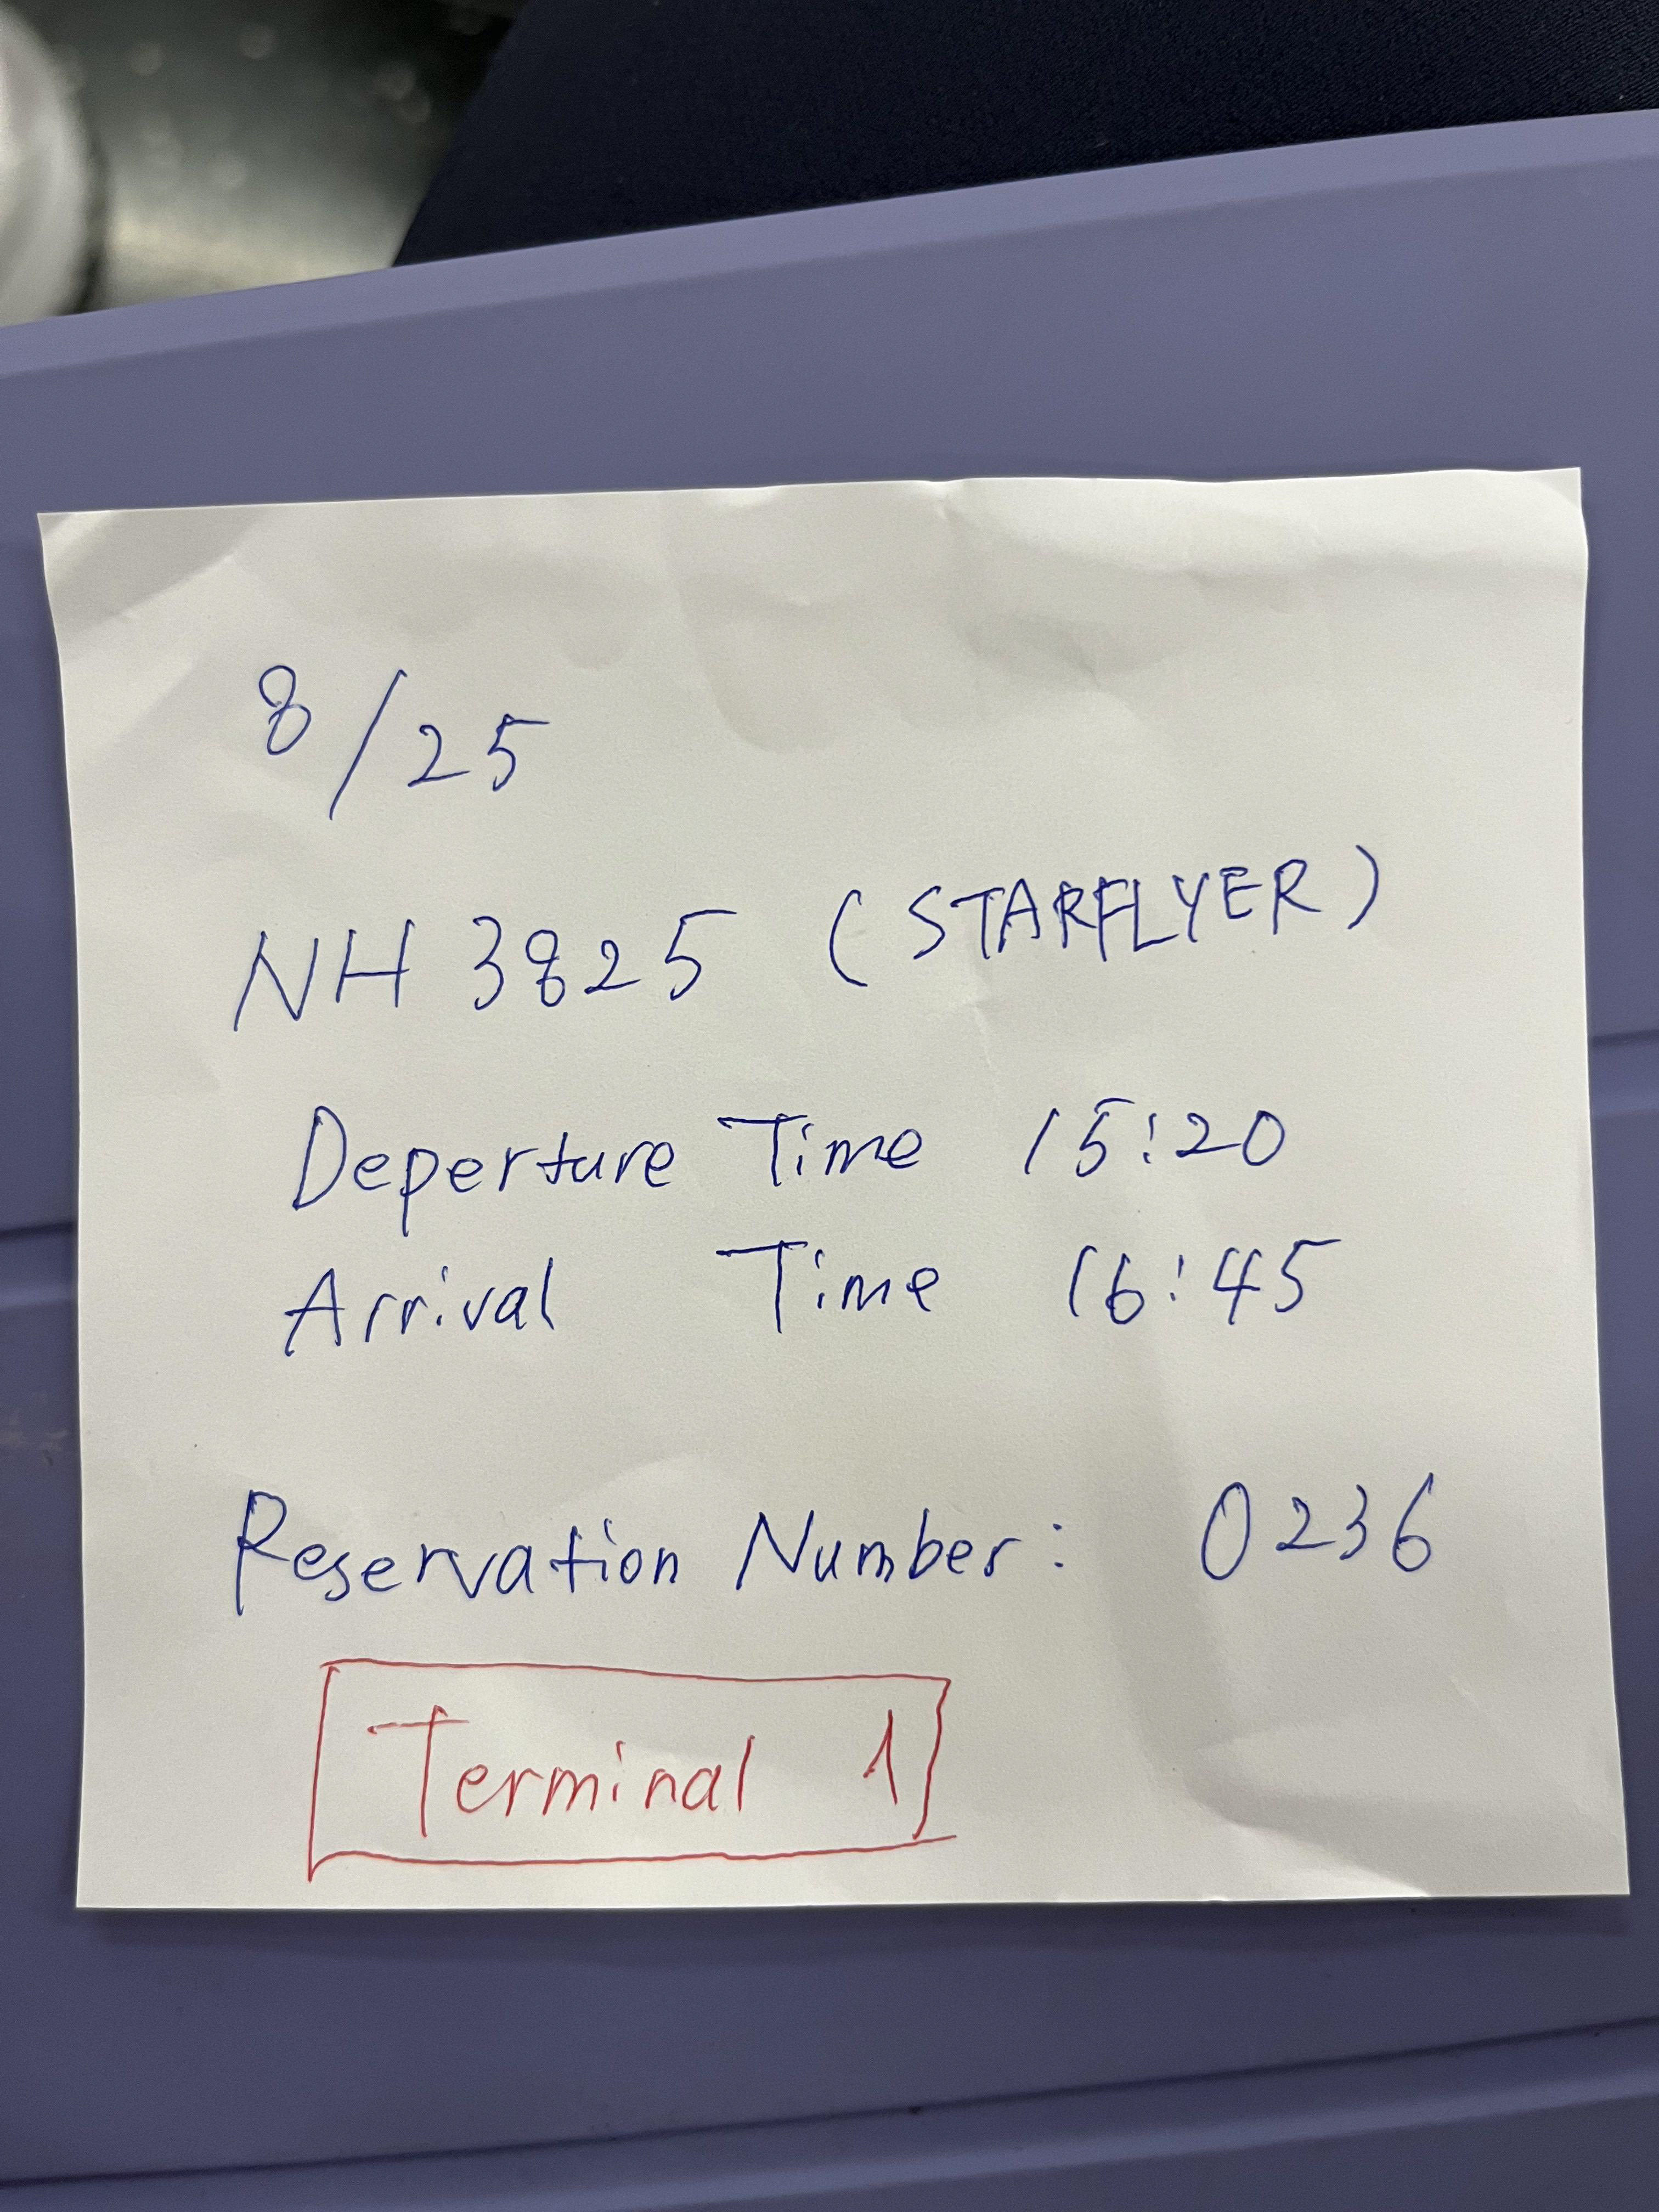 8/25
NH 3825 (STARFLYER)
Deperture Time 15:20
Arrival Time 16:45
Reservation Number: 0236
Terminal 1